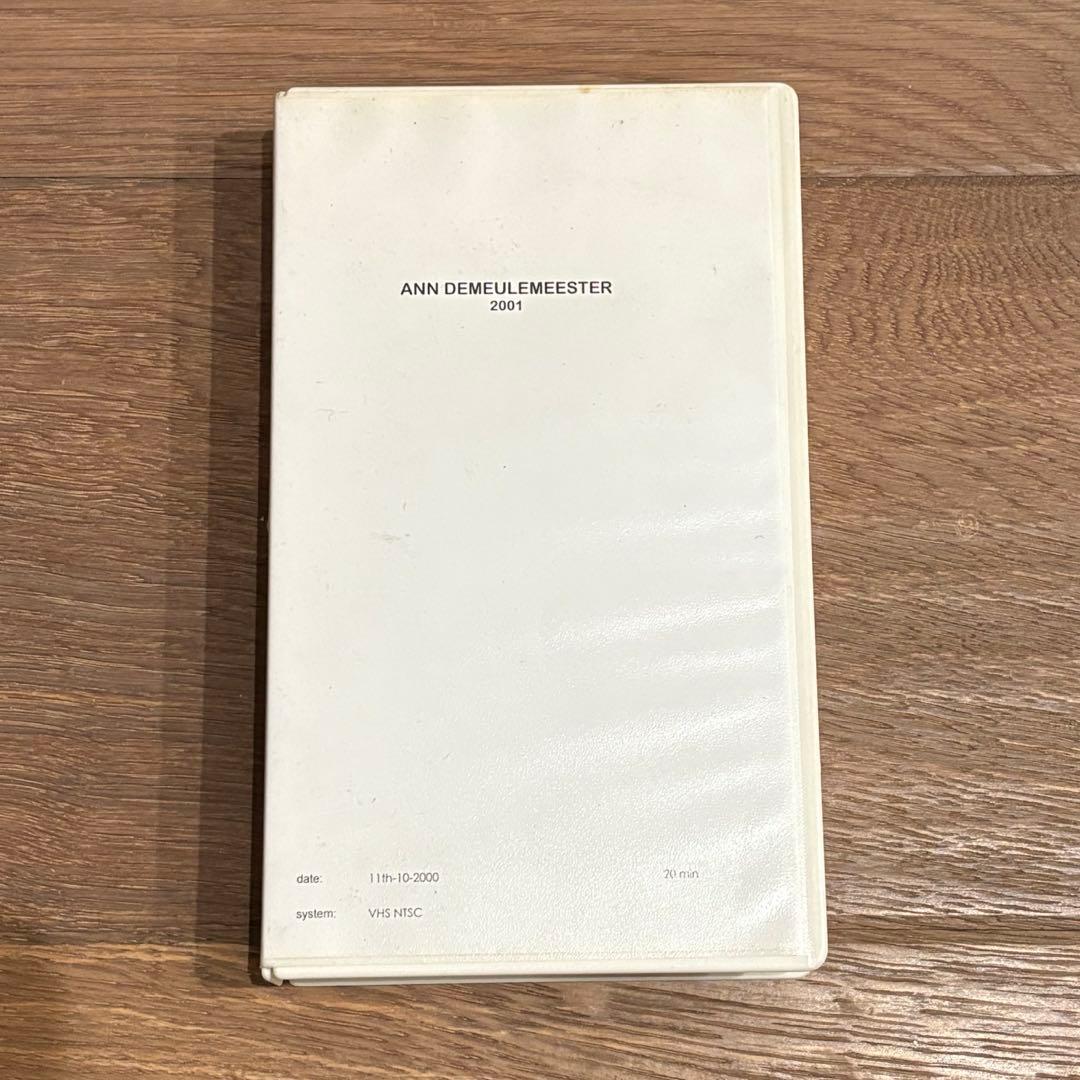 ANN DEMEULEMEESTER
2001
date: 11th-10-2000 20 min
system: VHS NTSC